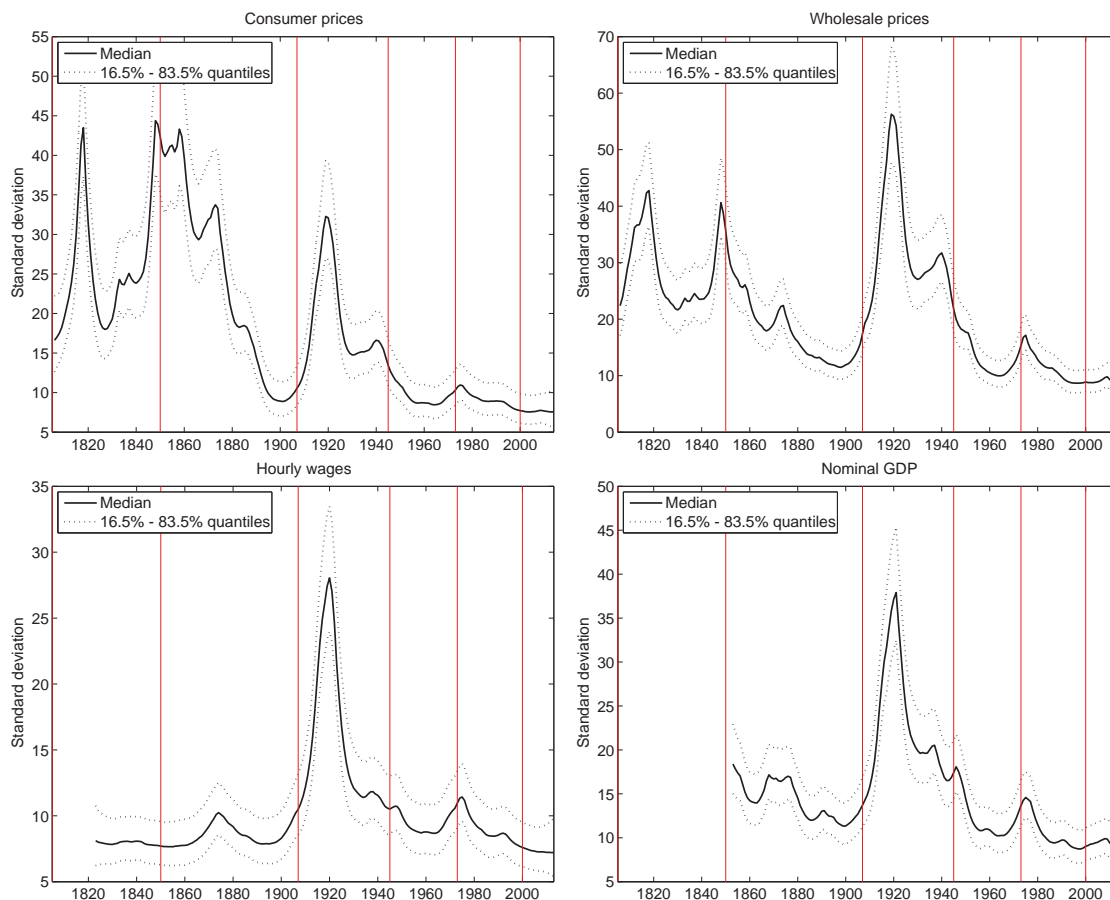 Consumer prices
Standard deviation
55
50
45
40
35
30
25
20
15
10
5
Median
16.5% - 83.5% quantiles
1820 1840 1860 1880 1900 1920 1940 1960 1980 2000
Wholesale prices
Standard deviation
70
60
50
40
30
20
10
0
Median
16.5% - 83.5% quantiles
1820 1840 1860 1880 1900 1920 1940 1960 1980 2000
Hourly wages
Standard deviation
35
30
25
20
15
10
5
Median
16.5% - 83.5% quantiles
1820 1840 1860 1880 1900 1920 1940 1960 1980 2000
Nominal GDP
Standard deviation
50
45
40
35
30
25
20
15
10
5
Median
16.5% - 83.5% quantiles
1820 1840 1860 1880 1900 1920 1940 1960 1980 2000